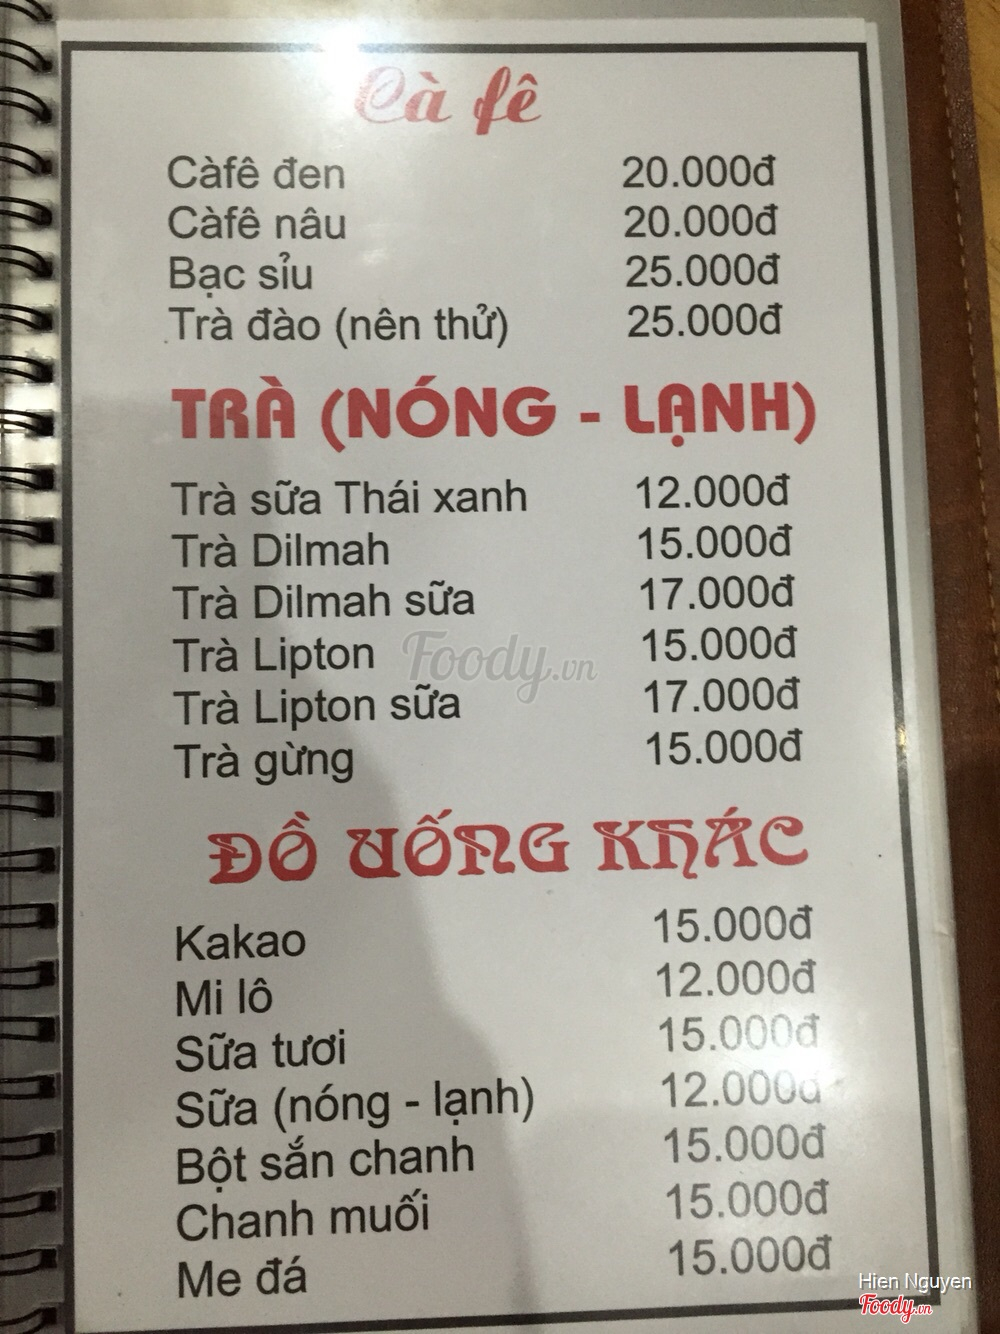 Cà fê
Càfê đen 20.000đ
Càfê nâu 20.000đ
Bạc sỉu 25.000đ
Trà đào (nên thử) 25.000đ
TRÀ (NÓNG - LẠNH)
Trà sữa Thái xanh 12.000đ
Trà Dilmah 15.000đ
Trà Dilmah sữa 17.000đ
Trà Lipton 15.000đ
Foody.vn
Trà Lipton sữa 17.000đ
Trà gừng 15.000đ
ĐỒ UỐNG KHÁC
Kakao 15.000đ
Mi lô 12.000đ
Sữa tươi 15.000đ
Sữa (nóng - lạnh) 12.000đ
Bột sắn chanh 15.000đ
Chanh muối 15.000đ
Me đá 15.000đ
Hien Nguyen
Foody.vn